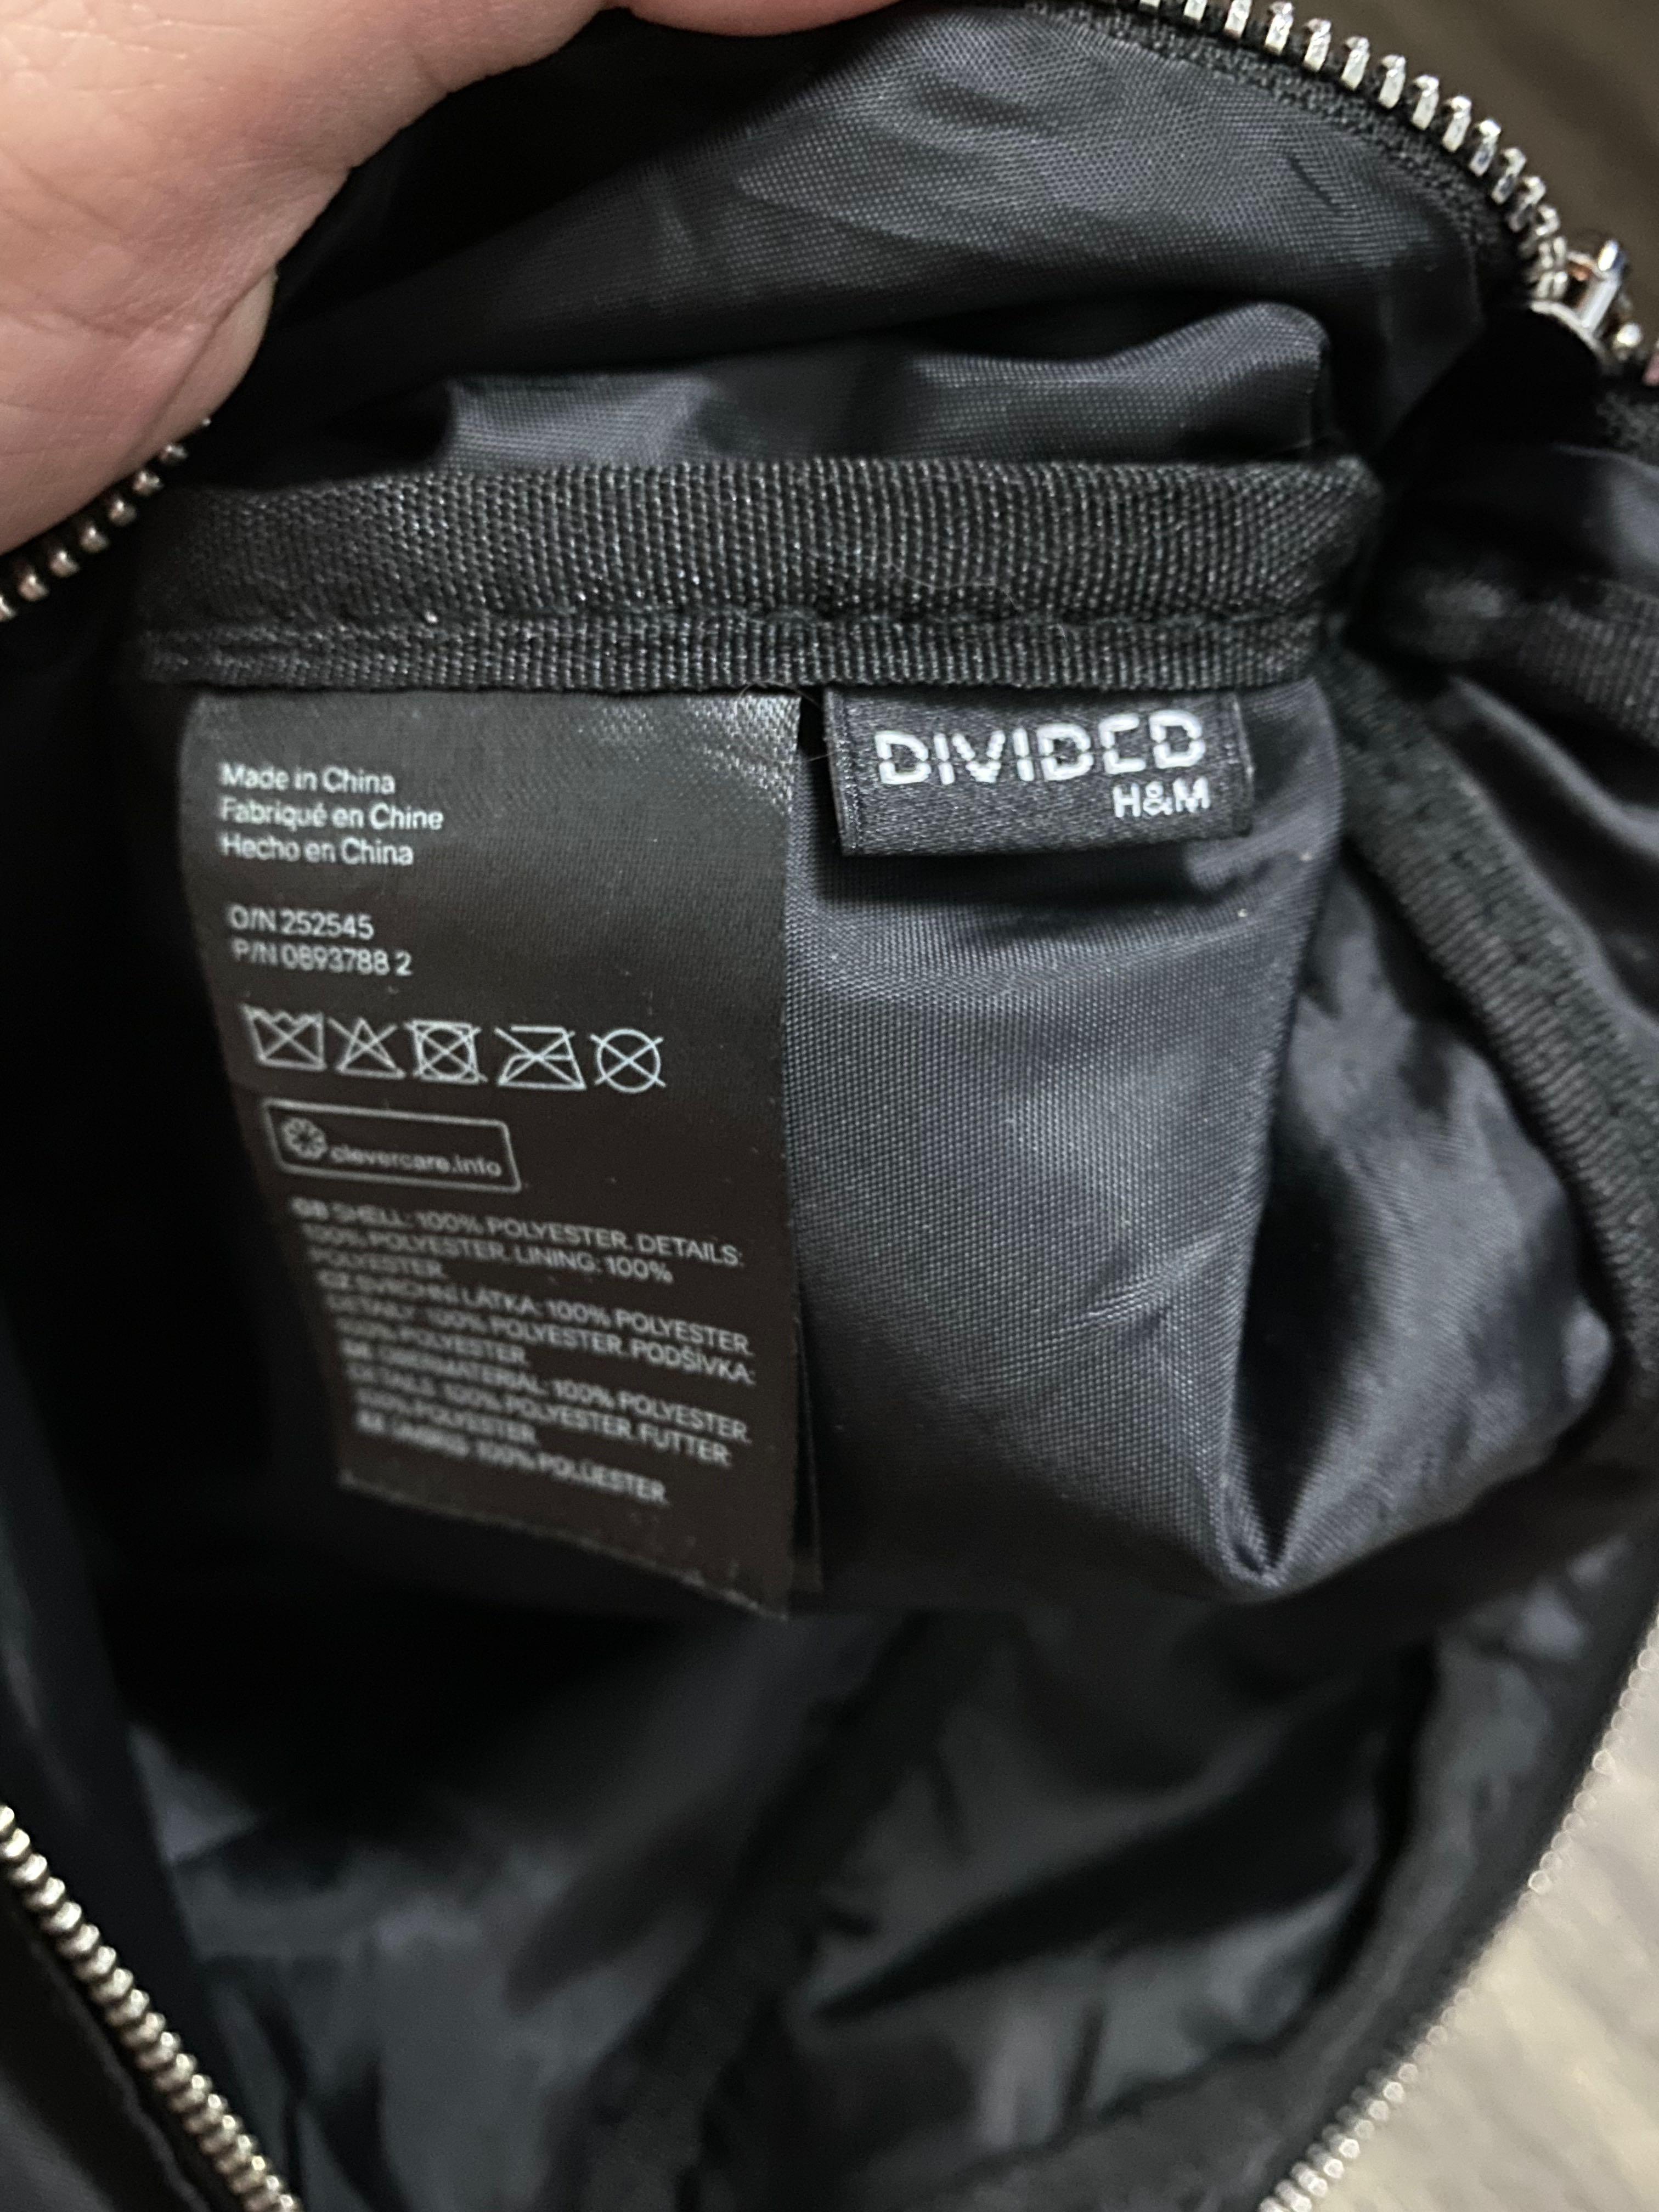 Made in China
Fabriqué en Chine
Hecho en China
O/N 252545
P/N 0893788 2
clevercare.info
GB SHELL: 100% POLYESTER. DETAILS:
100% POLYESTER. LINING: 100%
POLYESTER.
CZ SVRCHNÍ LÁTKA: 100% POLYESTER.
DETAILY 100% POLYESTER. PODŠÍVKA:
100% POLYESTER.
DE OBERMATERIAL: 100% POLYESTER.
DETAILS 100% POLYESTER. FUTTER:
100% POLYESTER.
100% POLÜESTER.
DIVIDED
H&M